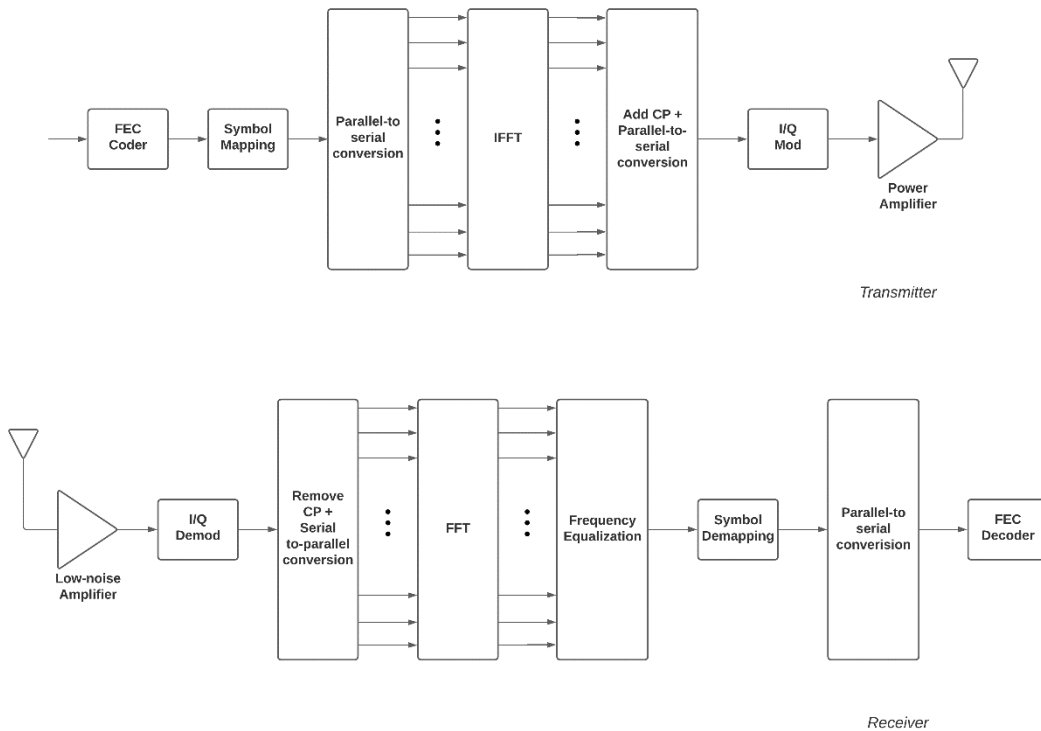 FEC
Coder
Symbol
Mapping
Parallel-to
serial
conversion
IFFT
Add CP +
Parallel-to-
serial
conversion
I/Q
Mod
Power
Amplifier
Transmitter
Low-noise
Amplifier
I/Q
Demod
Remove
CP +
Serial
to-parallel
conversion
FFT
Frequency
Equalization
Symbol
Demapping
Parallel-to
serial
converision
FEC
Decoder
Receiver